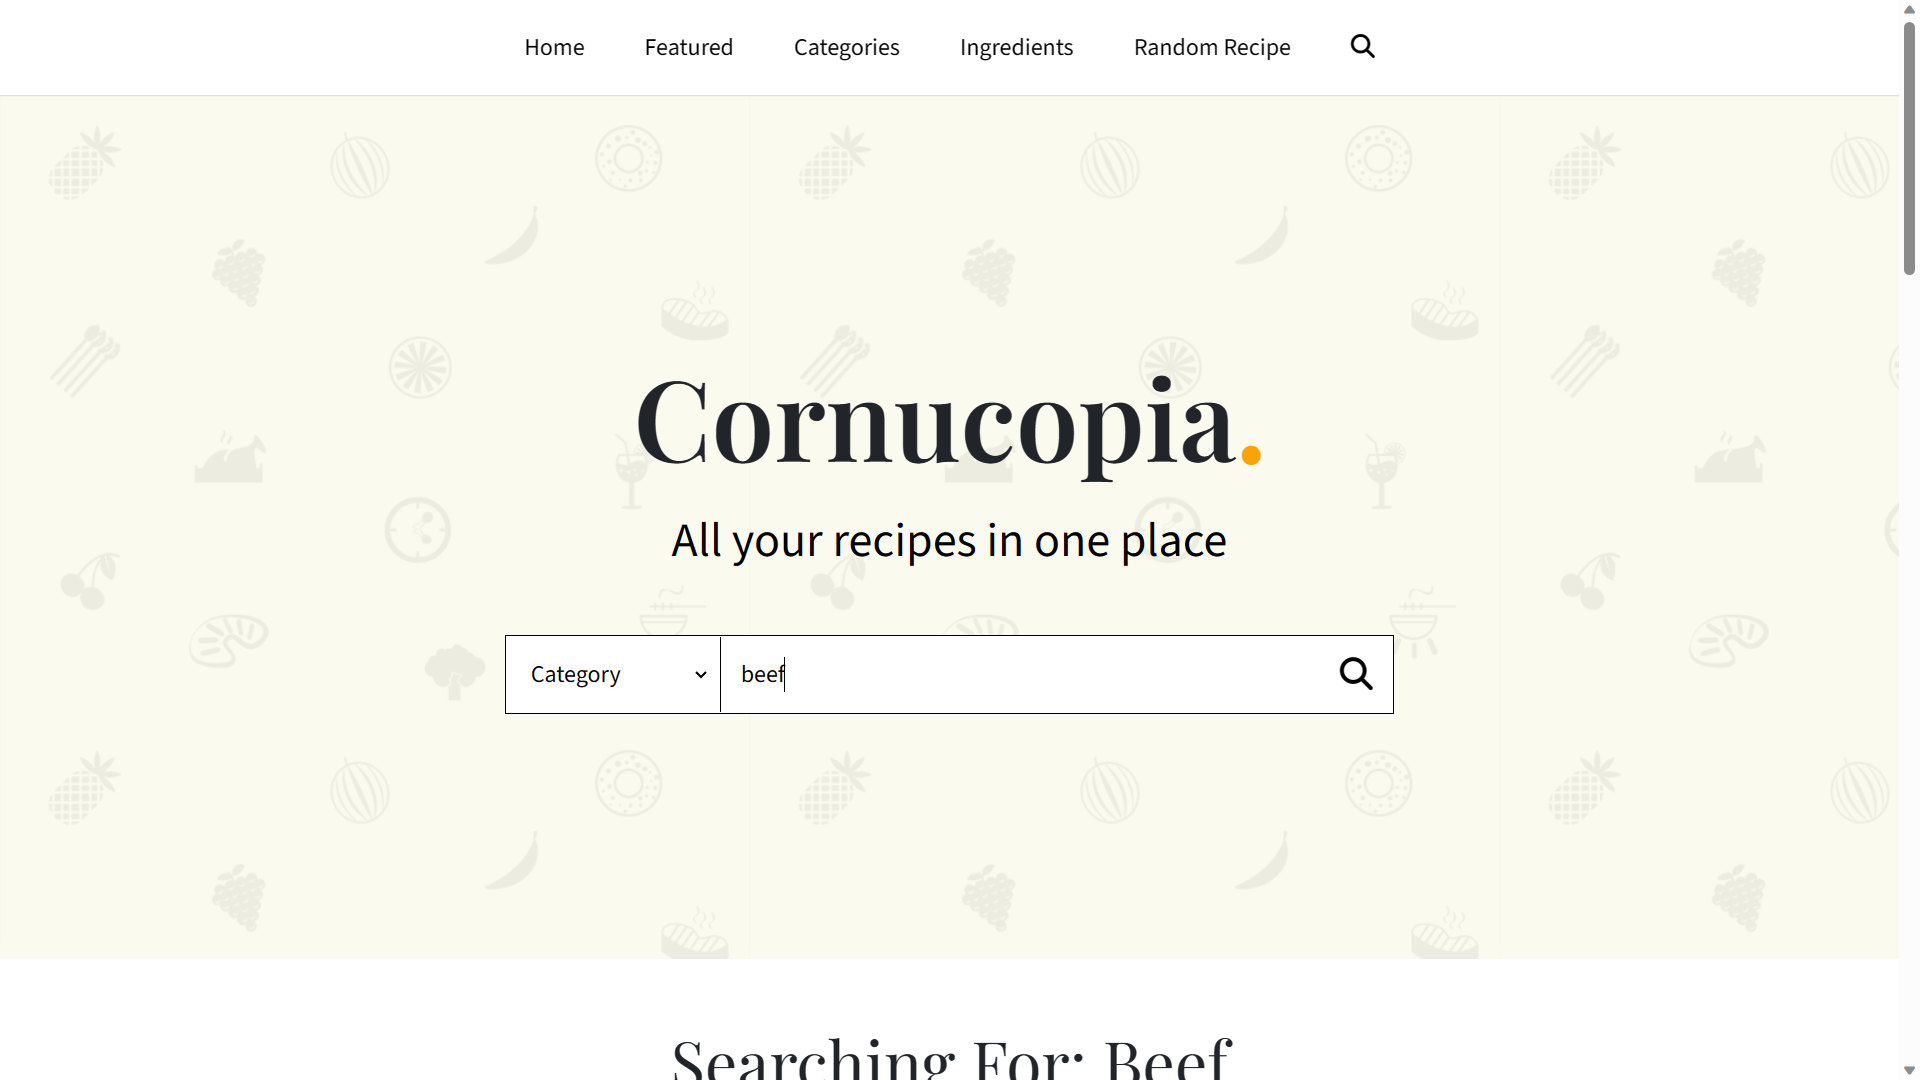 Home Featured Categories Ingredients Random Recipe
Cornucopia.
All your recipes in one place
Category beef
Searching For: Beef